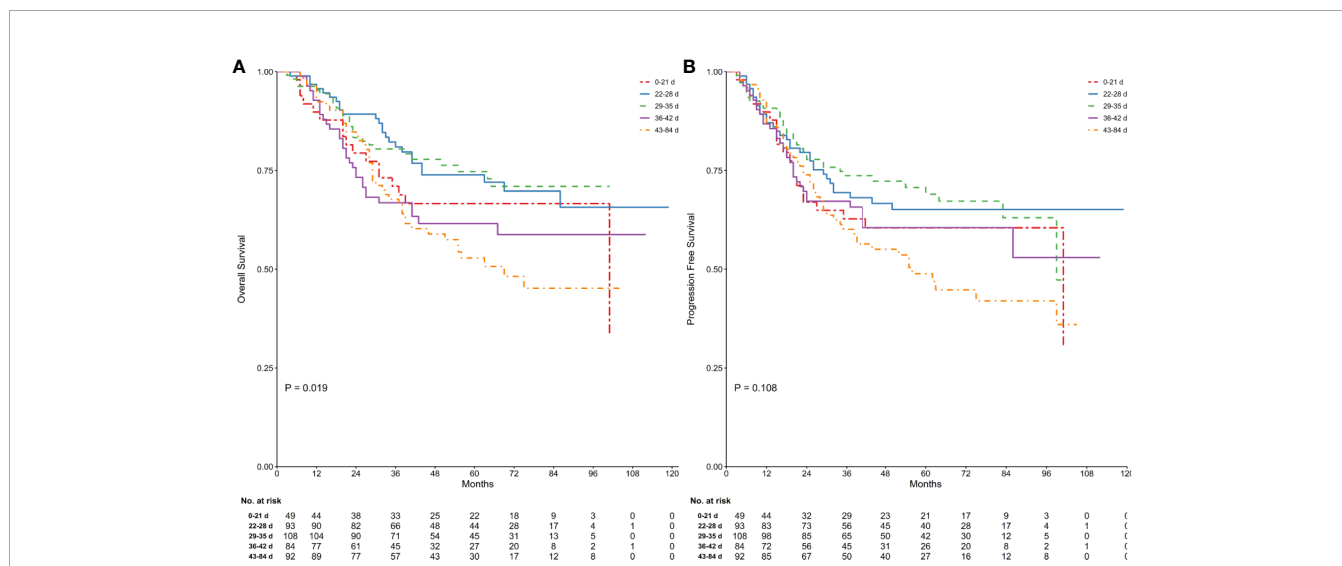 A
1.00
0.75
0.50
0.25
0.00
Overall Survival
P = 0.019
0-21 d
22-28 d
29-35 d
36-42 d
43-84 d
0 12 24 36 48 60 72 84 96 108 120
Months
No. at risk
0-21 d 49 44 38 33 25 22 18 9 3 0 0
22-28 d 93 90 82 66 48 44 28 17 4 1 0
29-35 d 108 104 90 71 54 45 31 13 5 0 0
36-42 d 84 77 61 45 32 27 20 8 2 1 0
43-84 d 92 89 77 57 43 30 17 12 8 0 0
B
1.00
0.75
0.50
0.25
0.00
Progression Free Survival
P = 0.108
0-21 d
22-28 d
29-35 d
36-42 d
43-84 d
0 12 24 36 48 60 72 84 96 108
Months
No. at risk
0-21 d 49 44 32 29 23 21 17 9 3 0
22-28 d 93 83 73 56 45 40 28 17 4 1
29-35 d 108 98 85 65 50 42 30 12 5 0
36-42 d 84 72 56 45 31 26 20 8 2 1
43-84 d 92 85 67 50 40 27 16 12 8 0